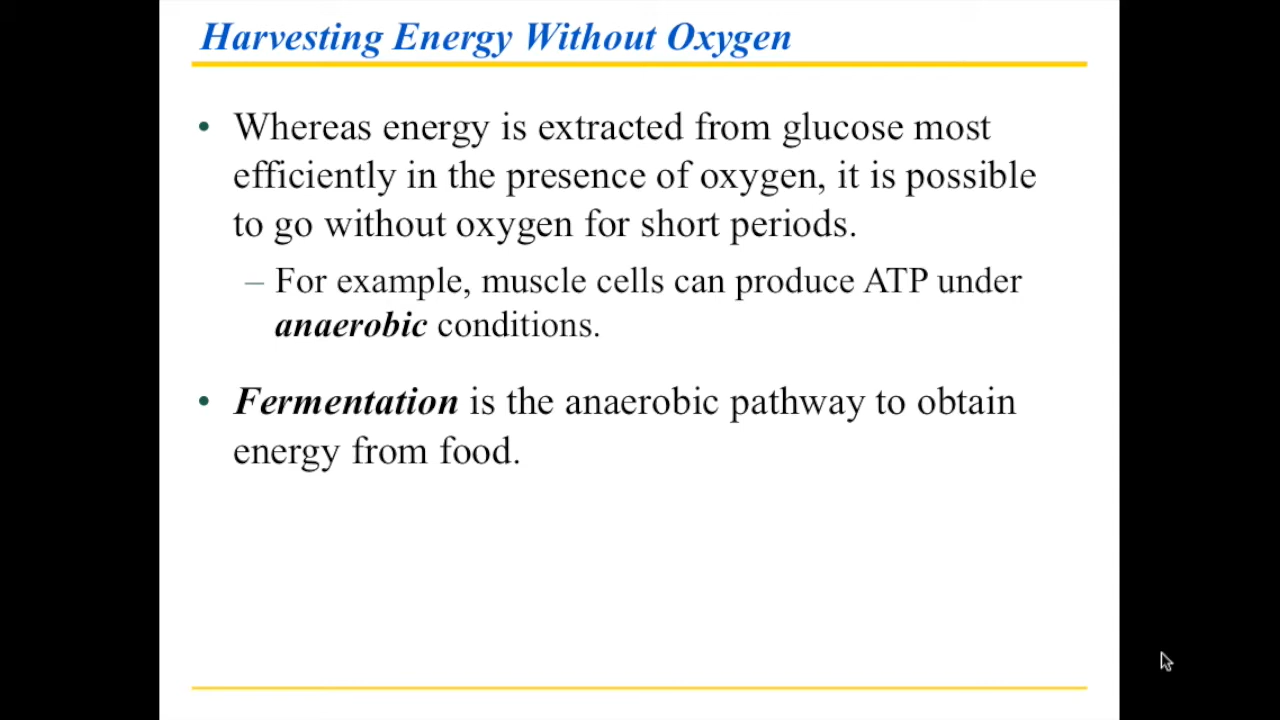 Harvesting Energy Without Oxygen
• Whereas energy is extracted from glucose most
efficiently in the presence of oxygen, it is possible
to go without oxygen for short periods.
– For example, muscle cells can produce ATP under
anaerobic conditions.
• Fermentation is the anaerobic pathway to obtain
energy from food.